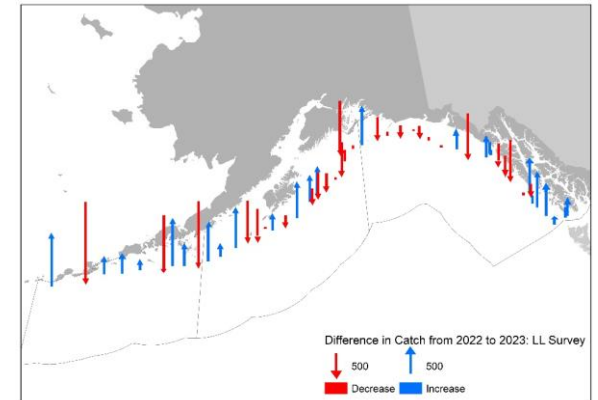 Difference in Catch from 2022 to 2023: LL Survey
500 500
Decrease Increase